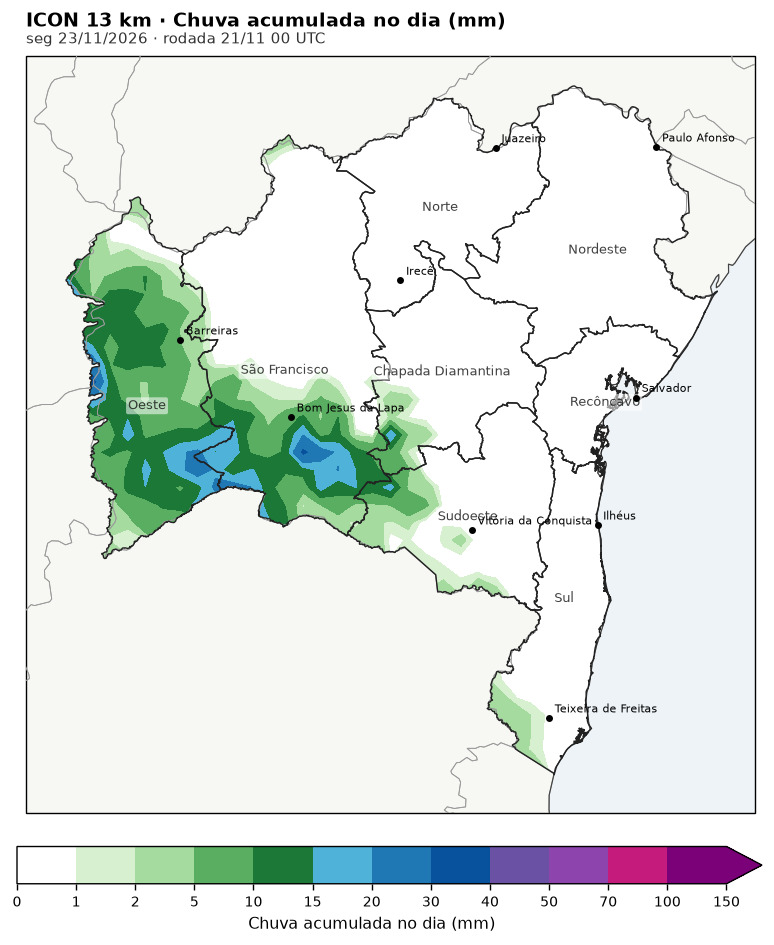 ICON 13 km · Chuva acumulada no dia (mm)
seg 23/11/2026 · rodada 21/11 00 UTC
Juazeiro
Paulo Afonso
Norte
Nordeste
Irecê
Barreiras
São Francisco
Chapada Diamantina
Salvador
Oeste
Bom Jesus da Lapa
Recôncavo
Sudoeste
Vitória da Conquista
Ilhéus
Sul
Teixeira de Freitas
0 1 2 5 10 15 20 30 40 50 70 100 150
Chuva acumulada no dia (mm)